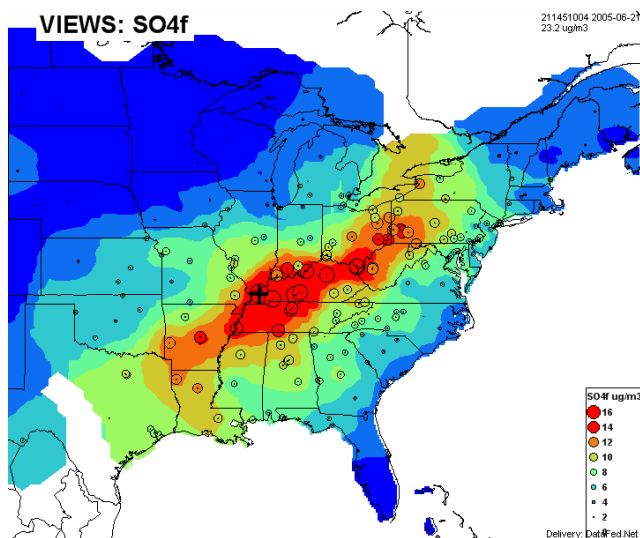 VIEWS: SO4f
211451004 2005-06-21
23.2 ug/m3
SO4f ug/m3
16
14
12
10
8
6
4
2
0
Delivery: DataFed.Net